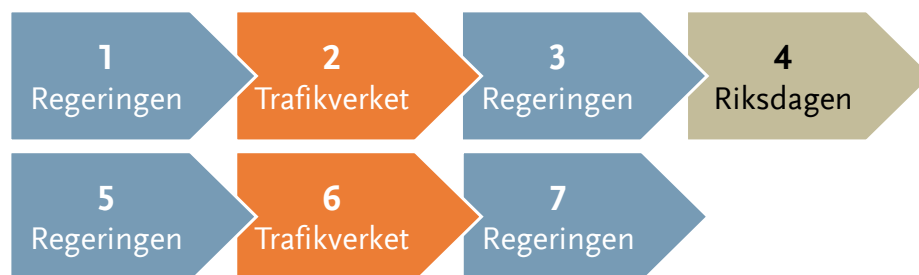 1
Regeringen
2
Trafikverket
3
Regeringen
4
Riksdagen
5
Regeringen
6
Trafikverket
7
Regeringen